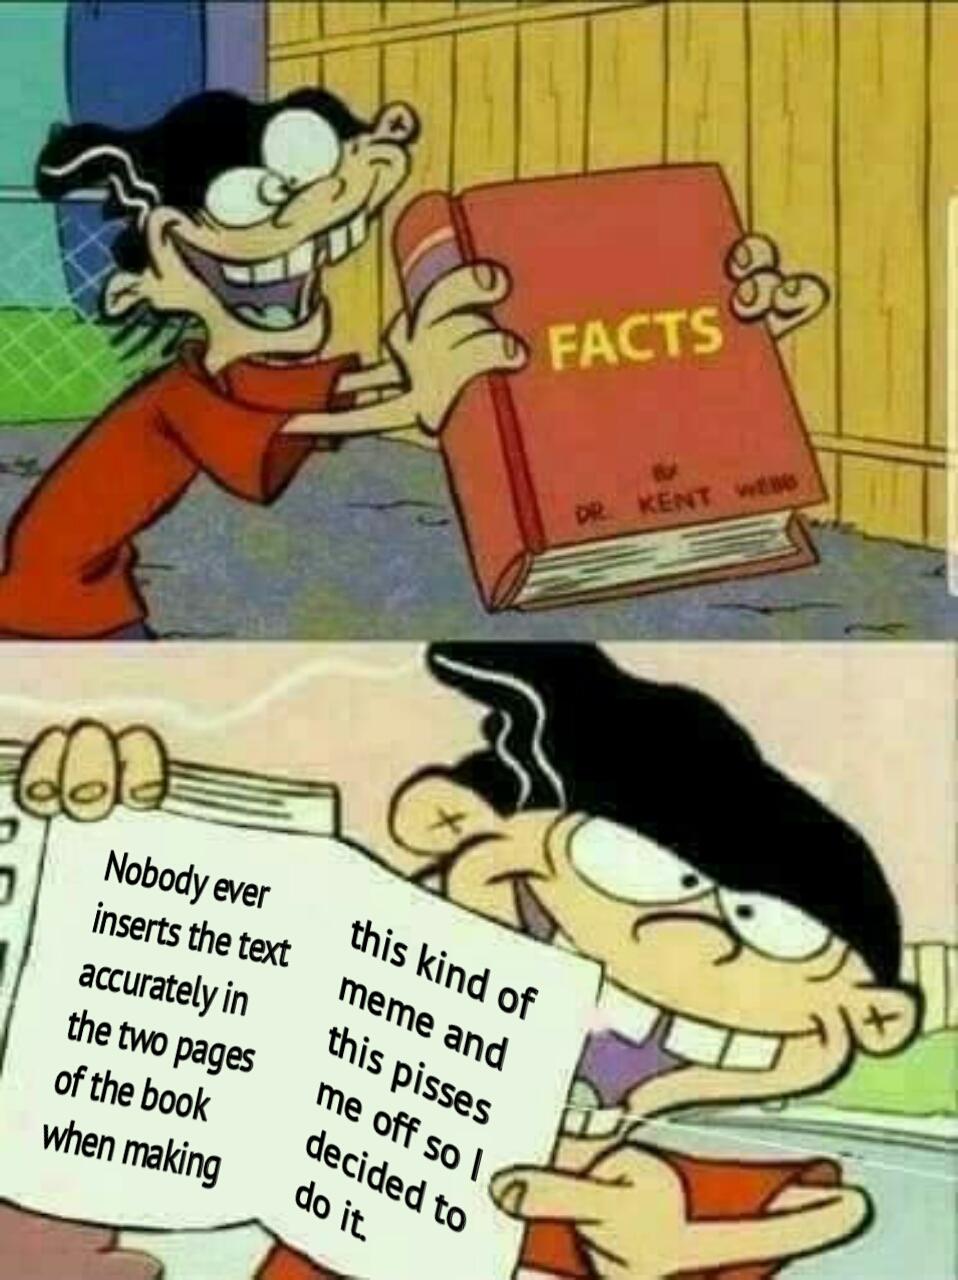 FACTS
By
DR KENT WEBB
Nobody ever
inserts the text
accurately in
the two pages
of the book
when making
this kind of
meme and
this pisses
me off so I
decided to
do it.